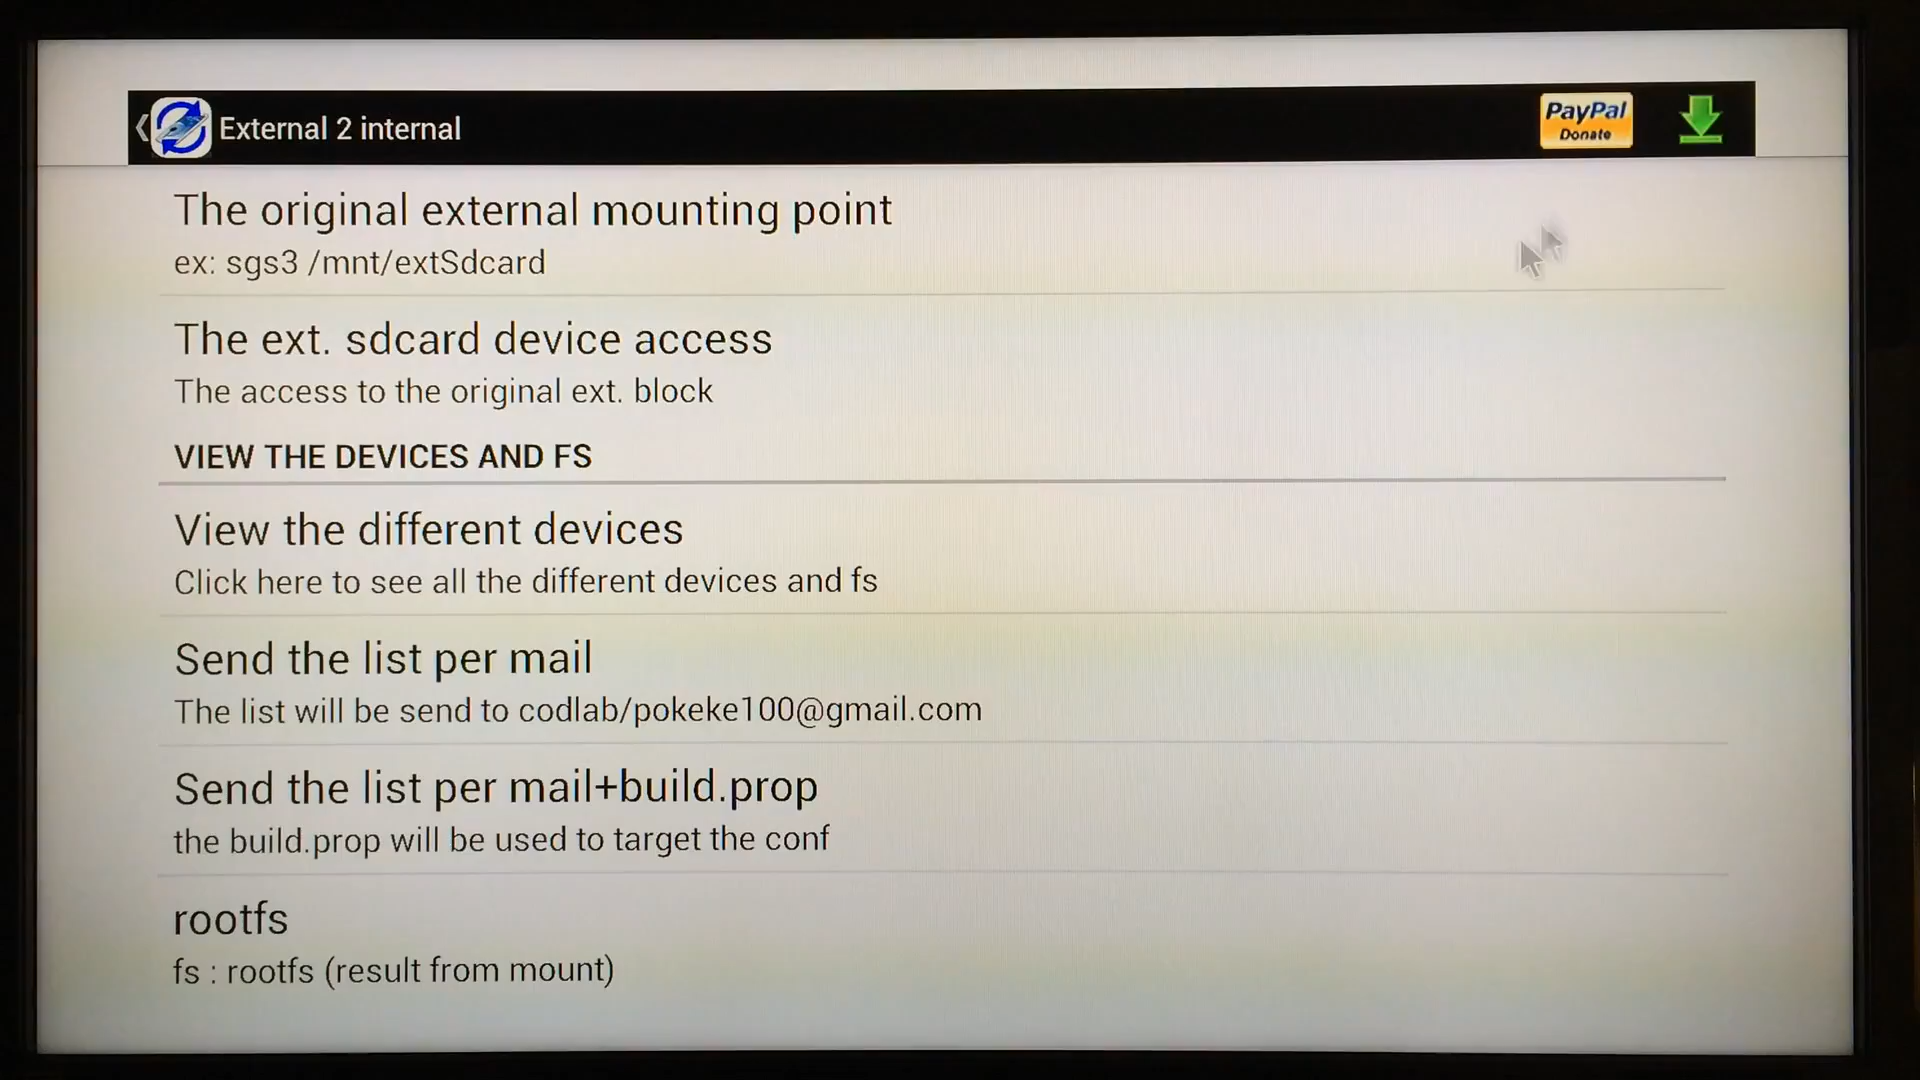 External 2 internal
PayPal
Donate
The original external mounting point
ex: sgs3 /mnt/extSdcard
The ext. sdcard device access
The access to the original ext. block
VIEW THE DEVICES AND FS
View the different devices
Click here to see all the different devices and fs
Send the list per mail
The list will be send to codlab/pokeke100@gmail.com
Send the list per mail+build.prop
the build.prop will be used to target the conf
rootfs
fs : rootfs (result from mount)